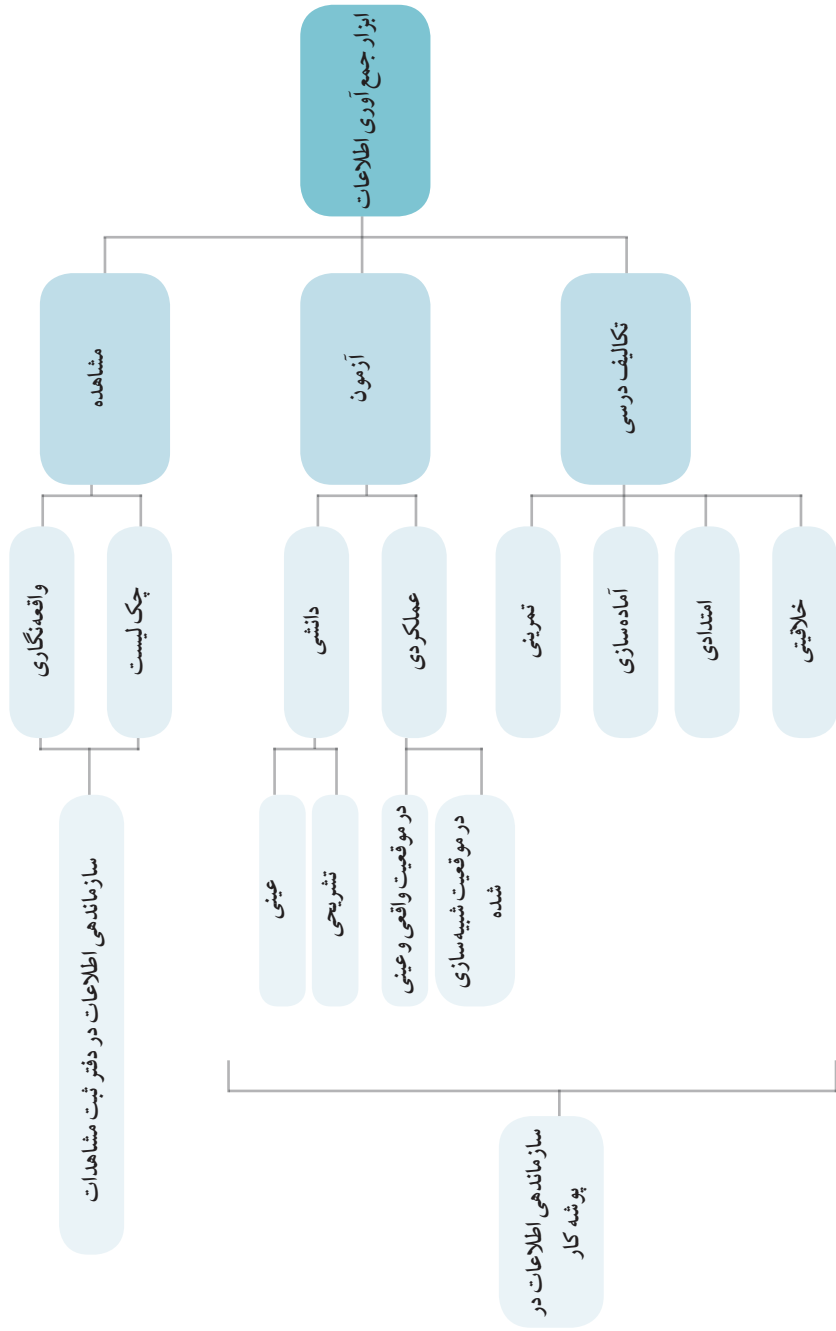 ابزار جمع آوری اطلاعات
تکالیف درسی
آزمون
مشاهده
خلاقیتی
امتدادی
آماده‌سازی
تمرینی
عملکردی
دانشی
چک لیست
واقعه‌نگاری
در موقعیت شبیه‌سازی
شده
در موقعیت واقعی و عینی
تشریحی
عینی
سازماندهی اطلاعات در دفتر ثبت مشاهدات
سازماندهی اطلاعات در
پوشه کار